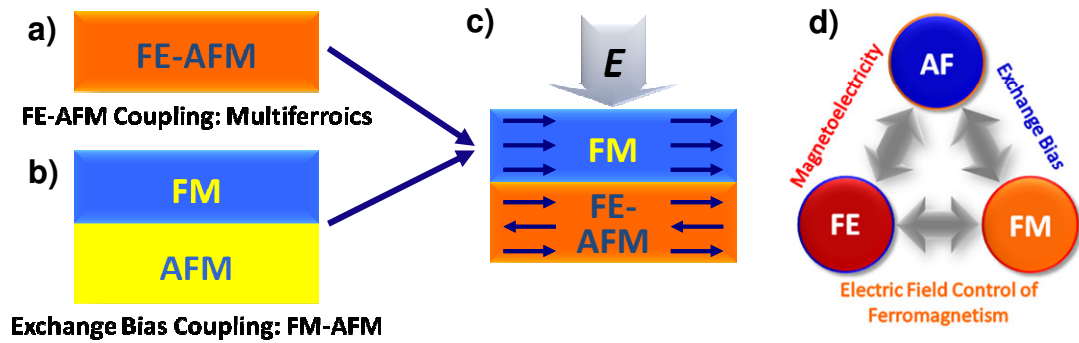 a)
FE-AFM
FE-AFM Coupling: Multiferroics
b)
FM
AFM
Exchange Bias Coupling: FM-AFM
c)
E
FM
FE-
AFM
d)
AF
Magnetoelectricity
Exchange Bias
FE
FM
Electric Field Control of
Ferromagnetism